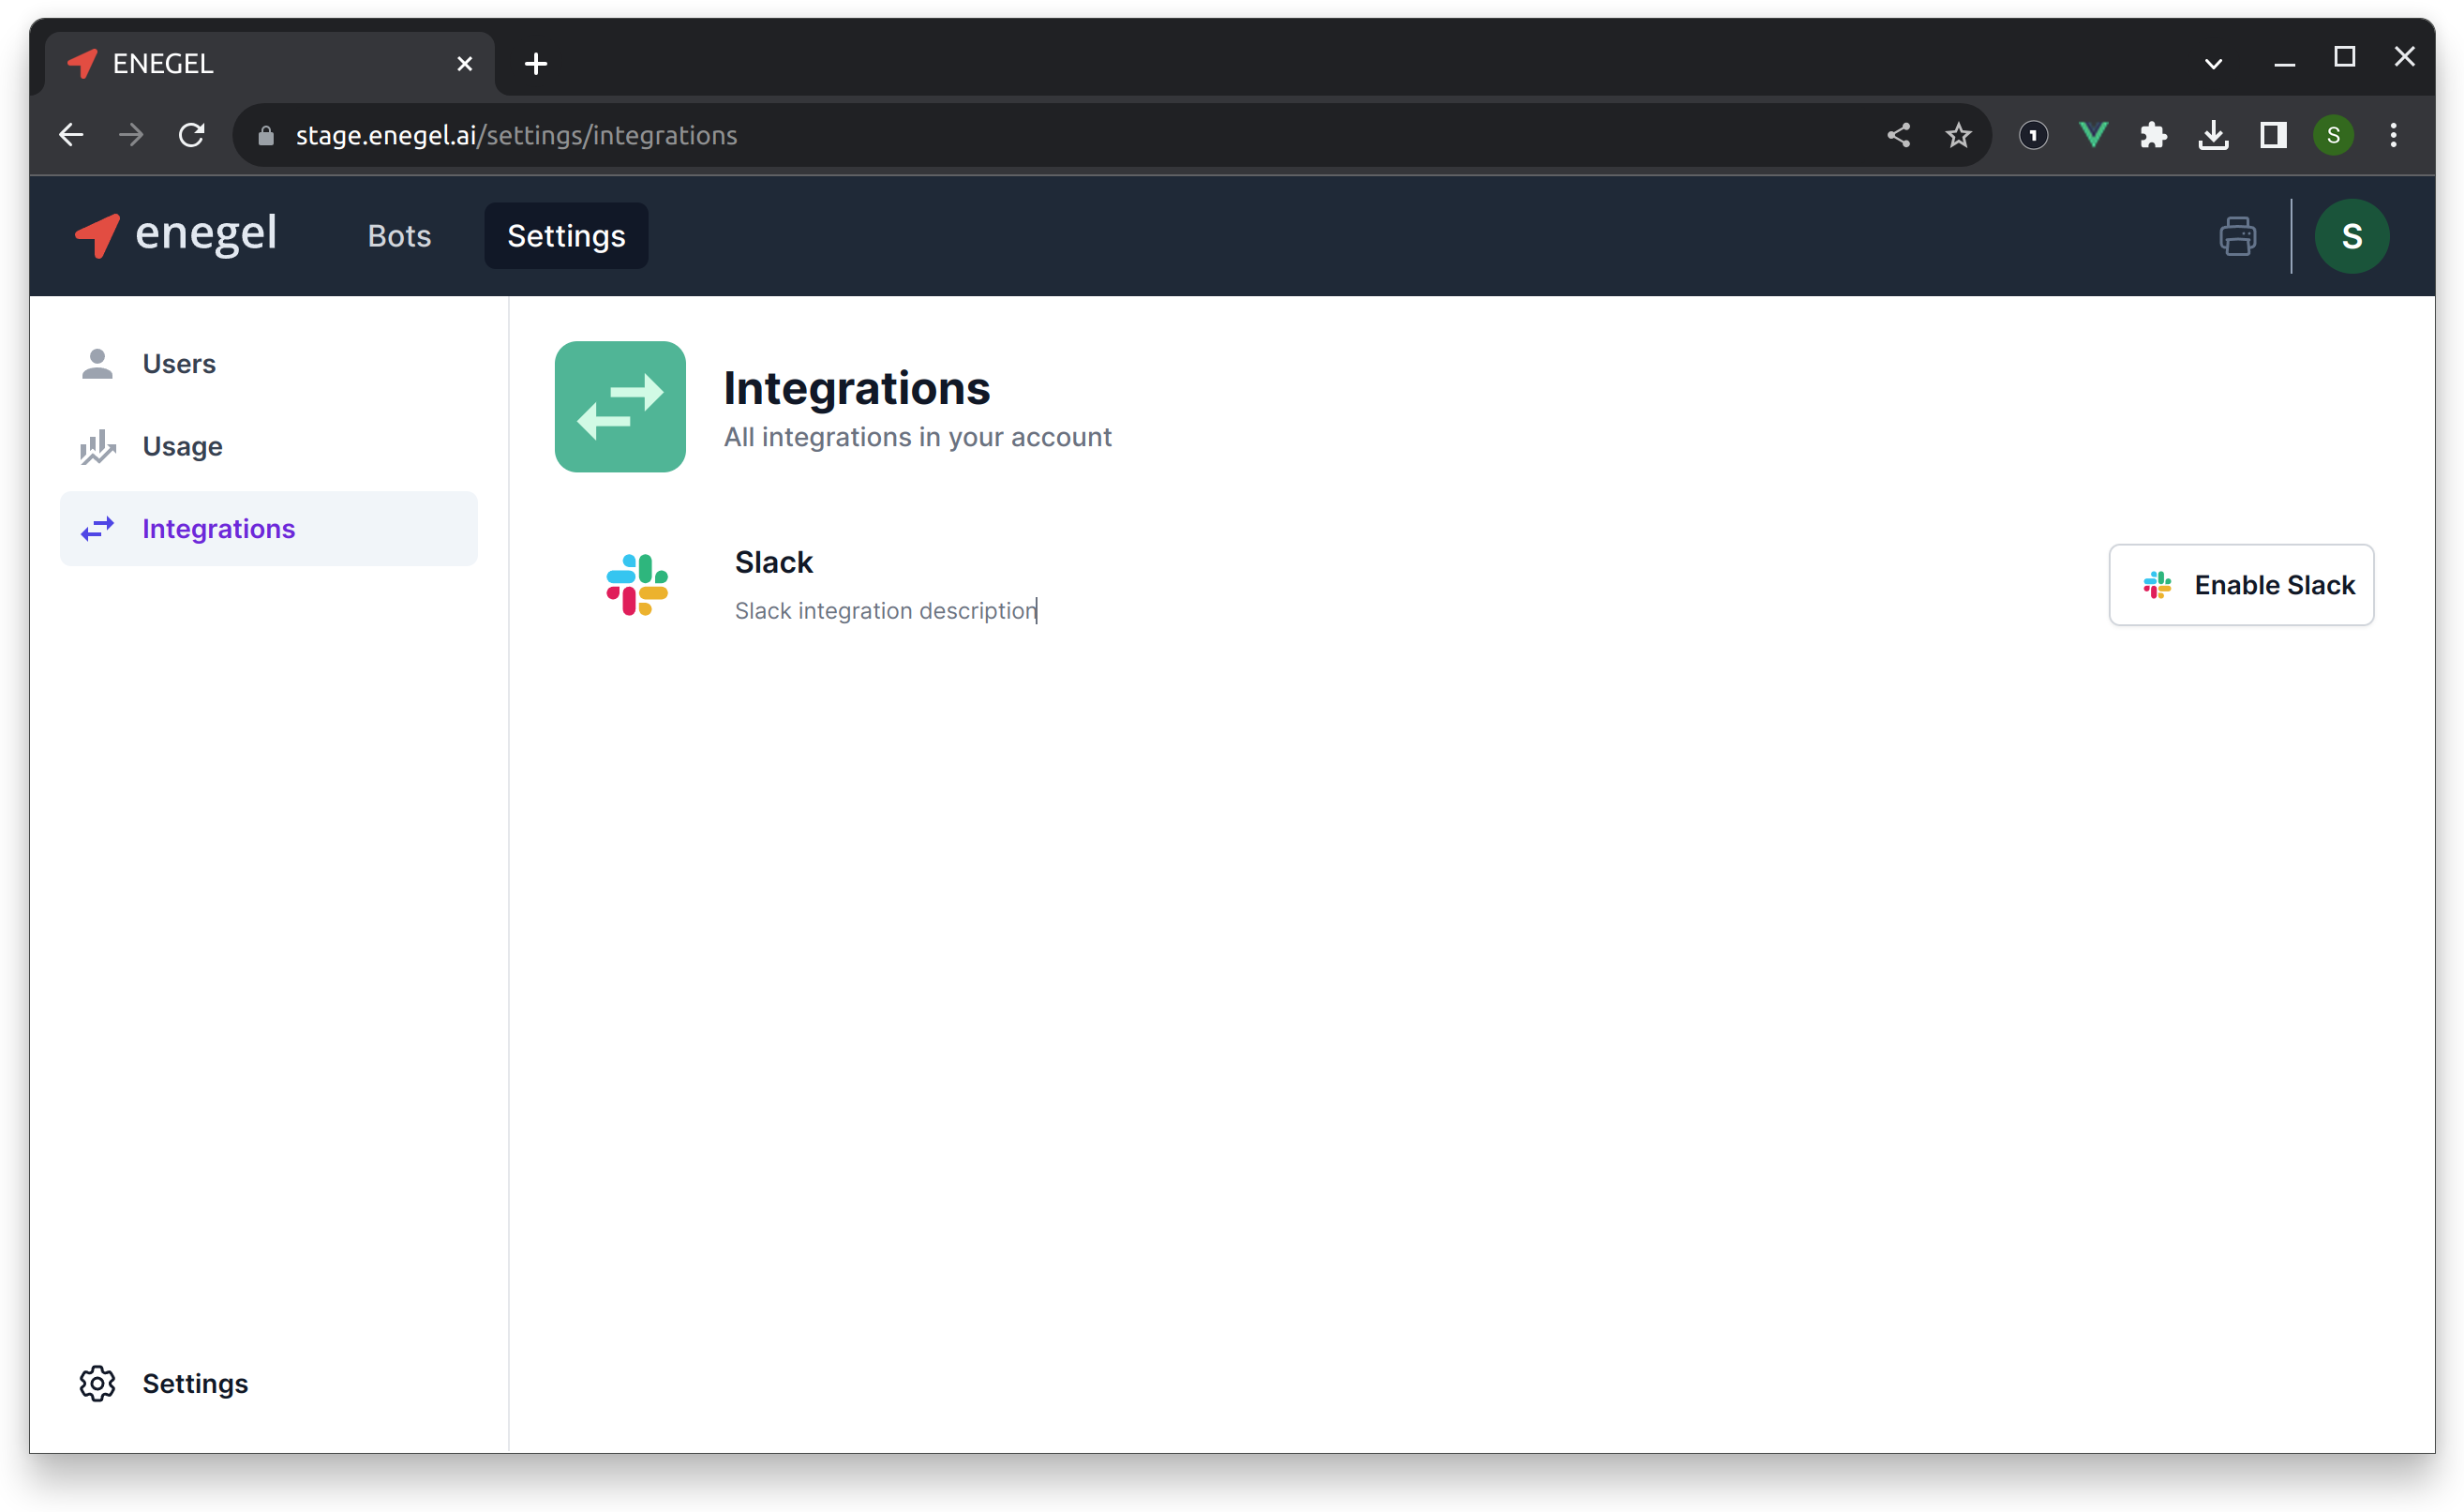 ENEGEL
stage.enegel.ai/settings/integrations
1
S
enegel
Bots
Settings
S
Users
Usage
Integrations
Integrations
All integrations in your account
Slack
Slack integration description
Enable Slack
Settings